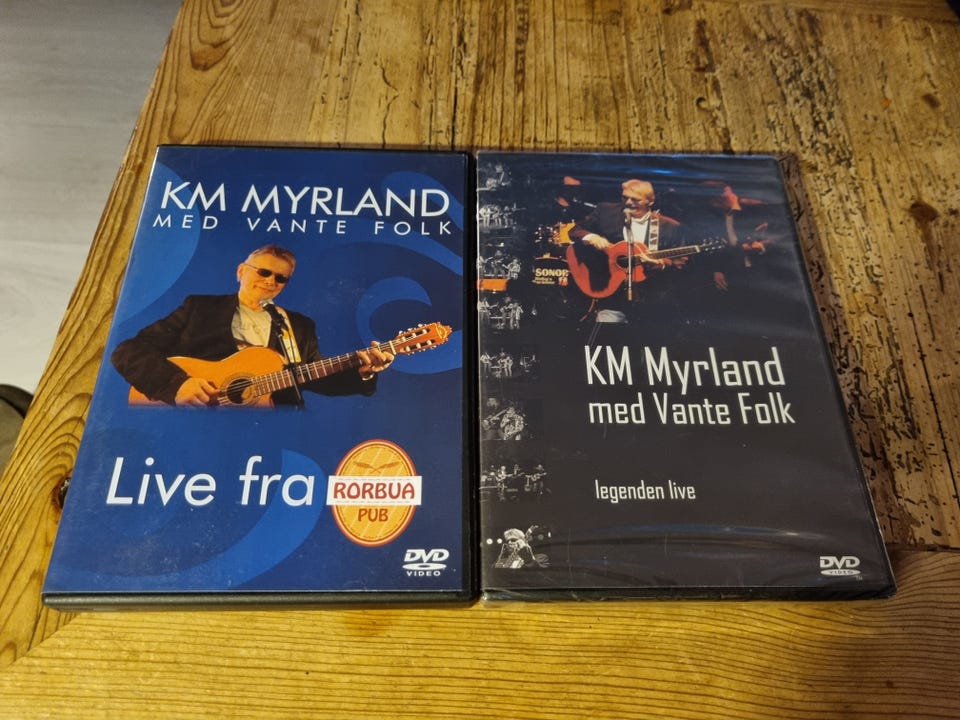 KM MYRLAND
MED VANTE FOLK
Live fra
RORBUA
PUB
DVD
VIDEO
SONOR
KM Myrland
med Vante Folk
legenden live
DVD
VIDEO